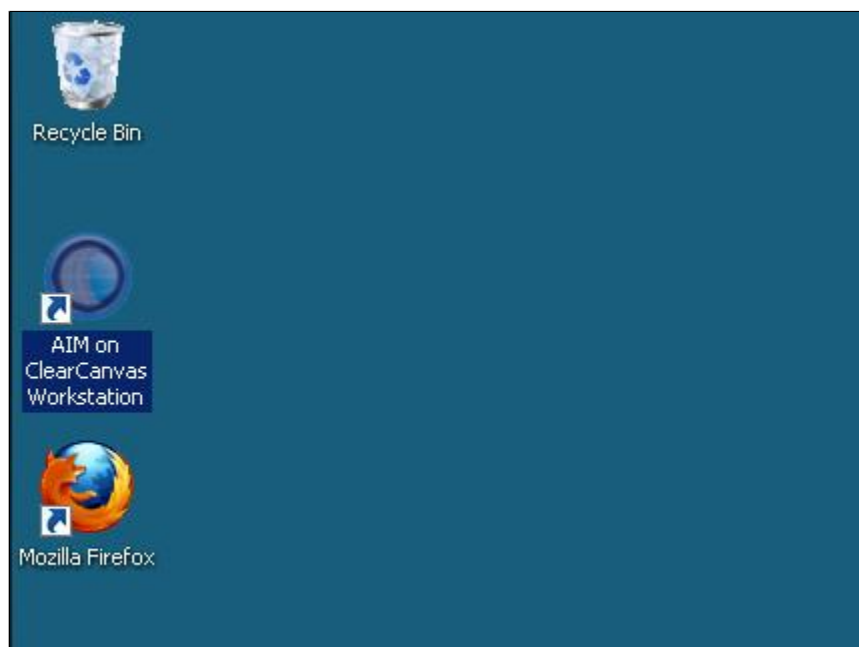 Recycle Bin
AIM on
ClearCanvas
Workstation
Mozilla Firefox